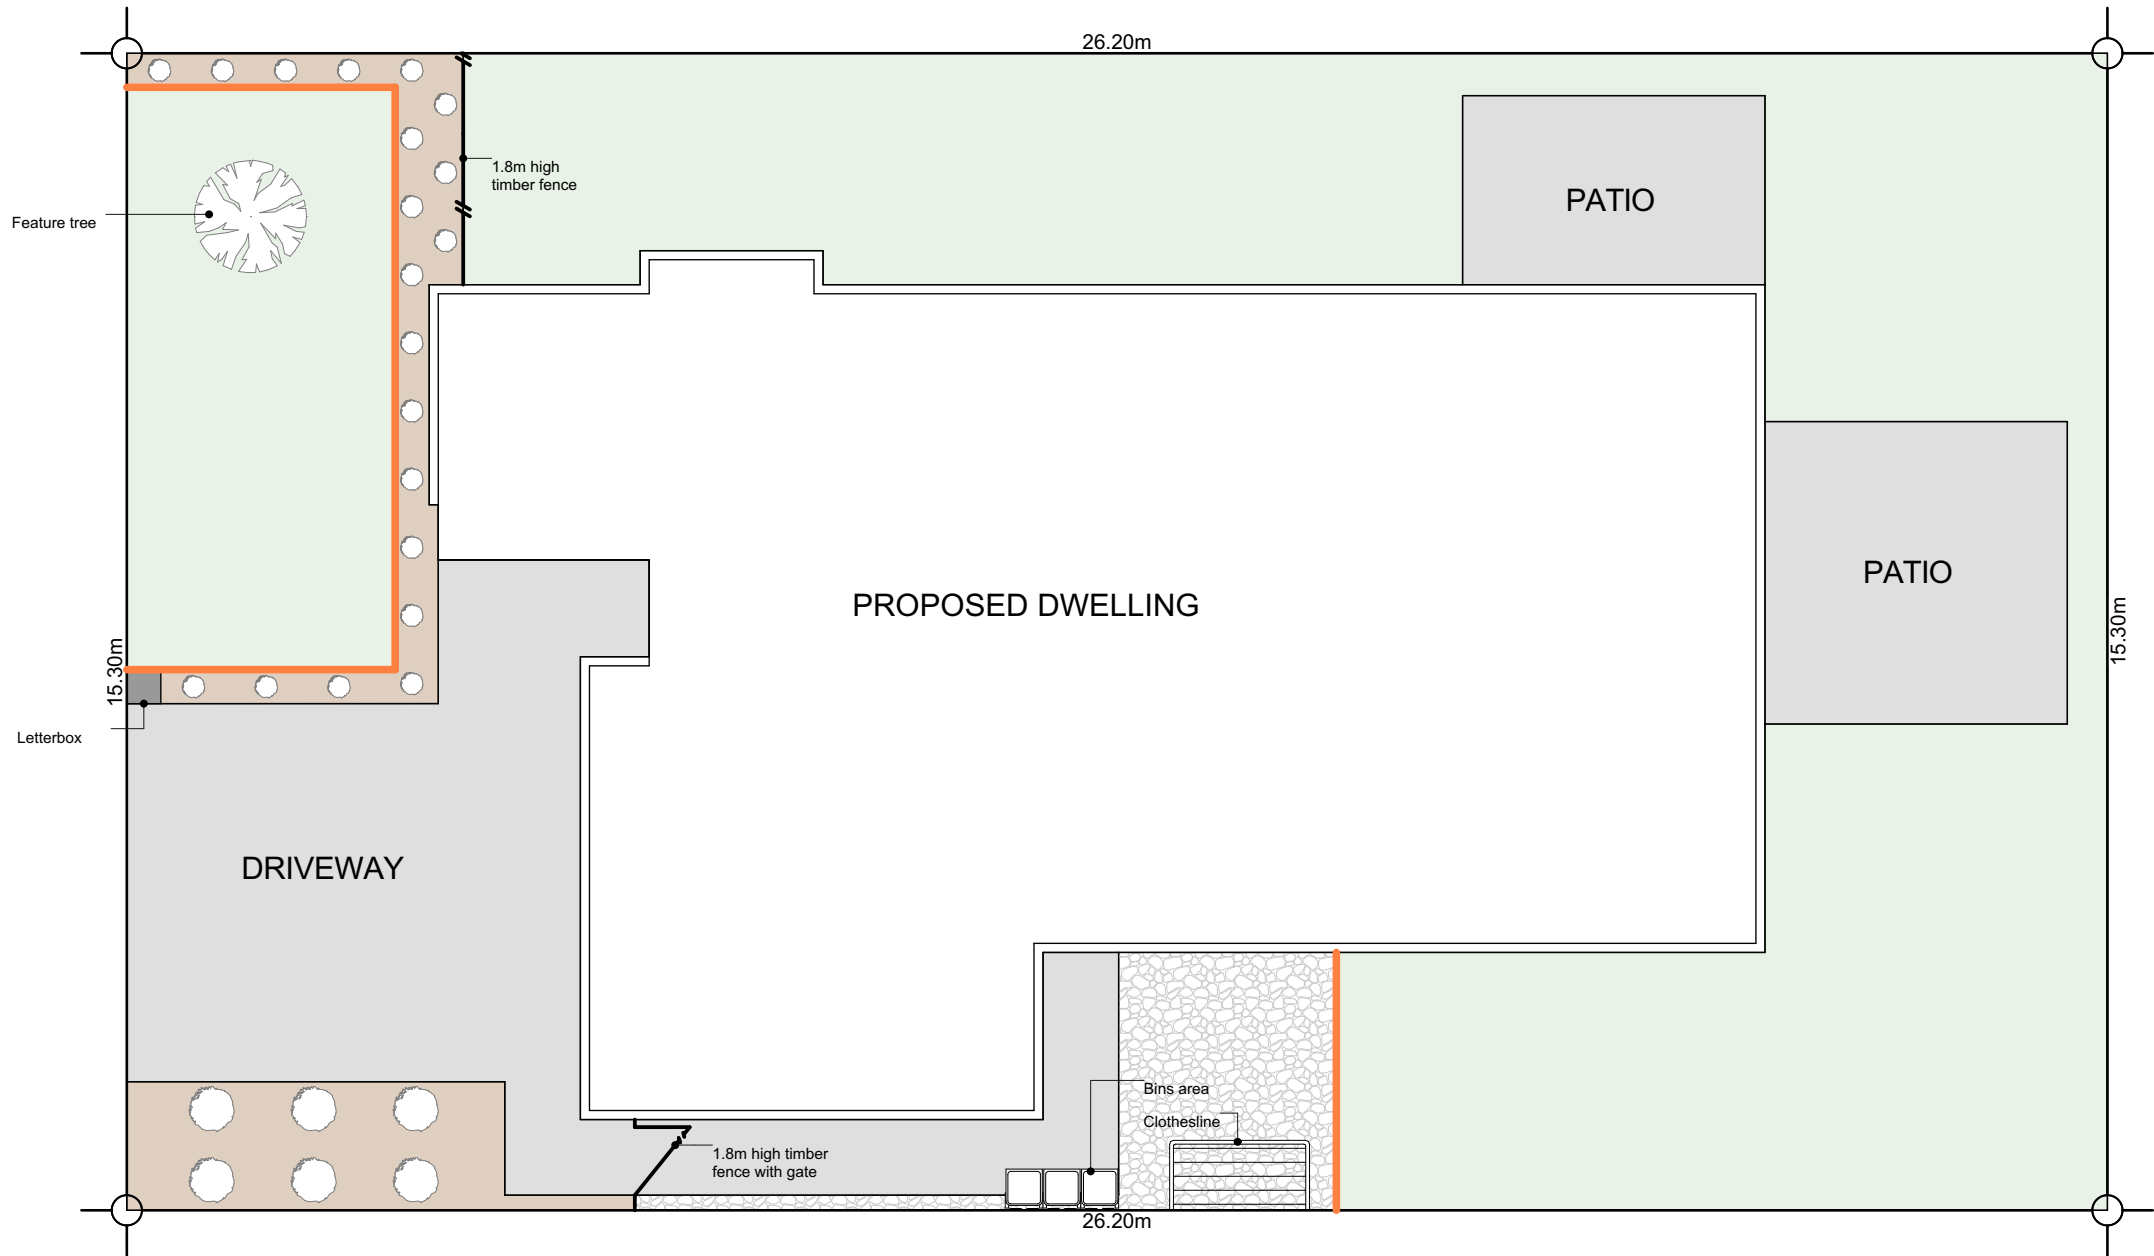 26.20m
1.8m high
timber fence
PATIO
Feature tree
PATIO
PROPOSED DWELLING
15.30m
15.30m
Letterbox
DRIVEWAY
Bins area
Clothesline
1.8m high timber
fence with gate
26.20m